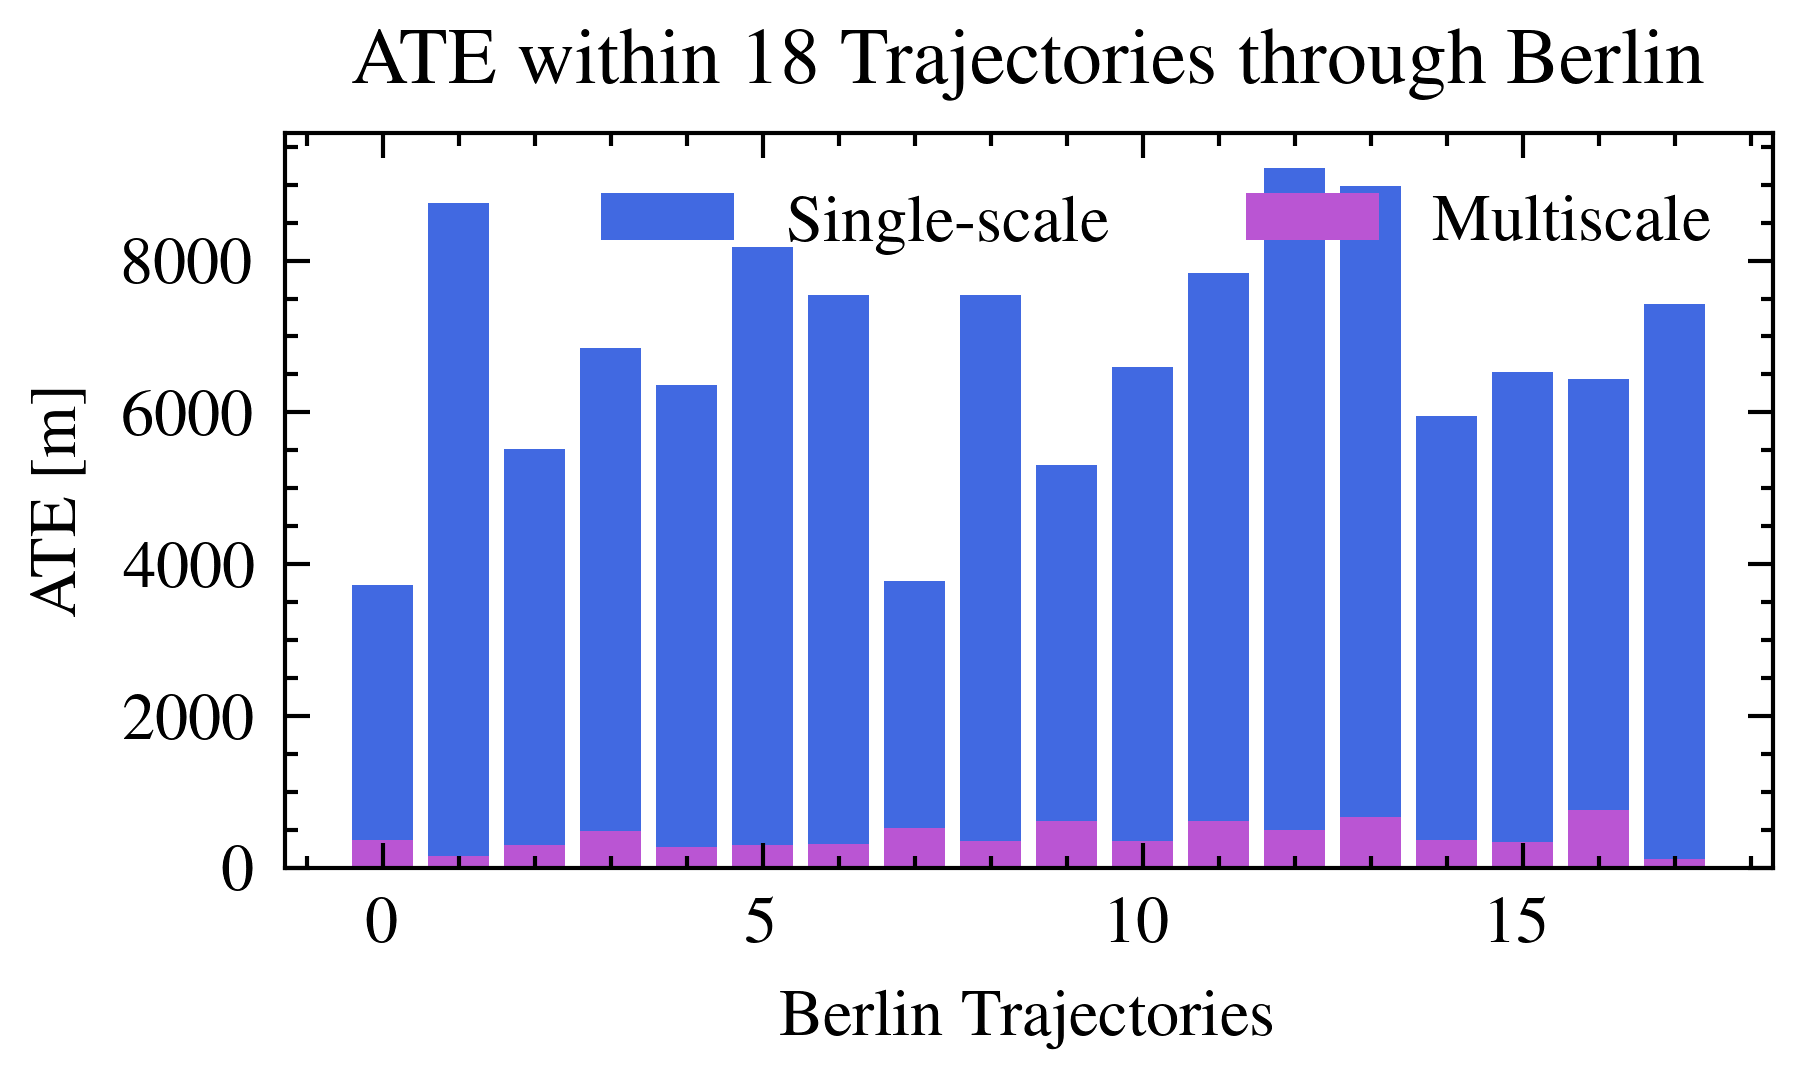 ATE within 18 Trajectories through Berlin
Single-scale Multiscale
ATE [m]
8000
6000
4000
2000
0
0 5 10 15
Berlin Trajectories